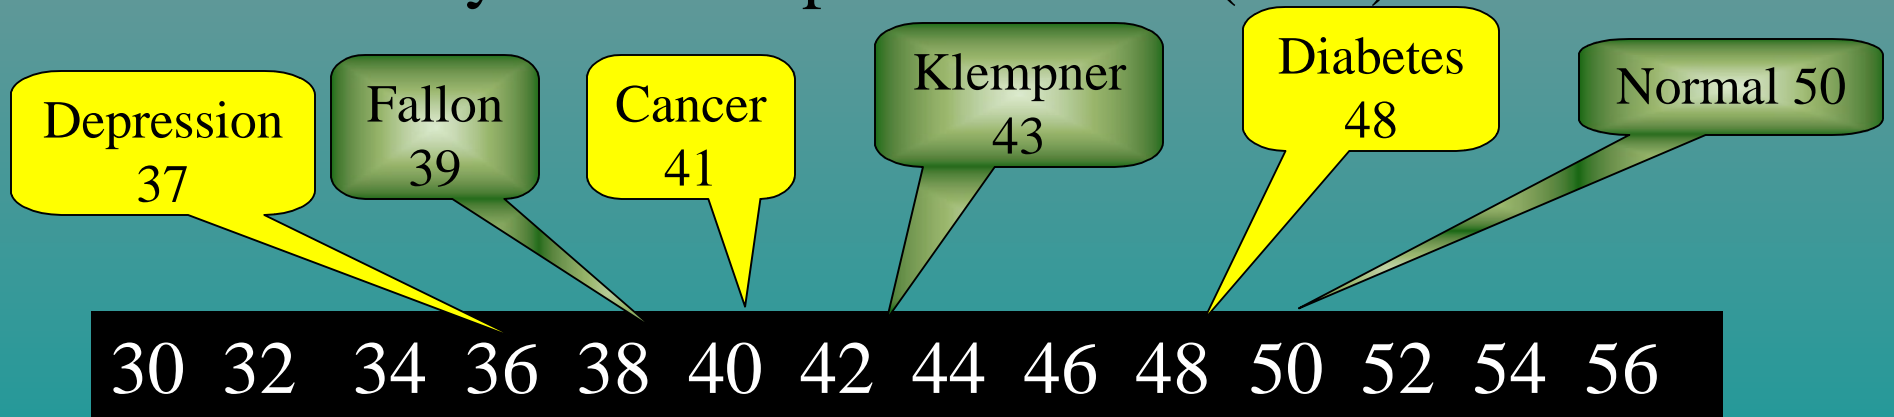 Depression
37
Fallon
39
Cancer
41
Klempner
43
Diabetes
48
Normal 50
30 32 34 36 38 40 42 44 46 48 50 52 54 56